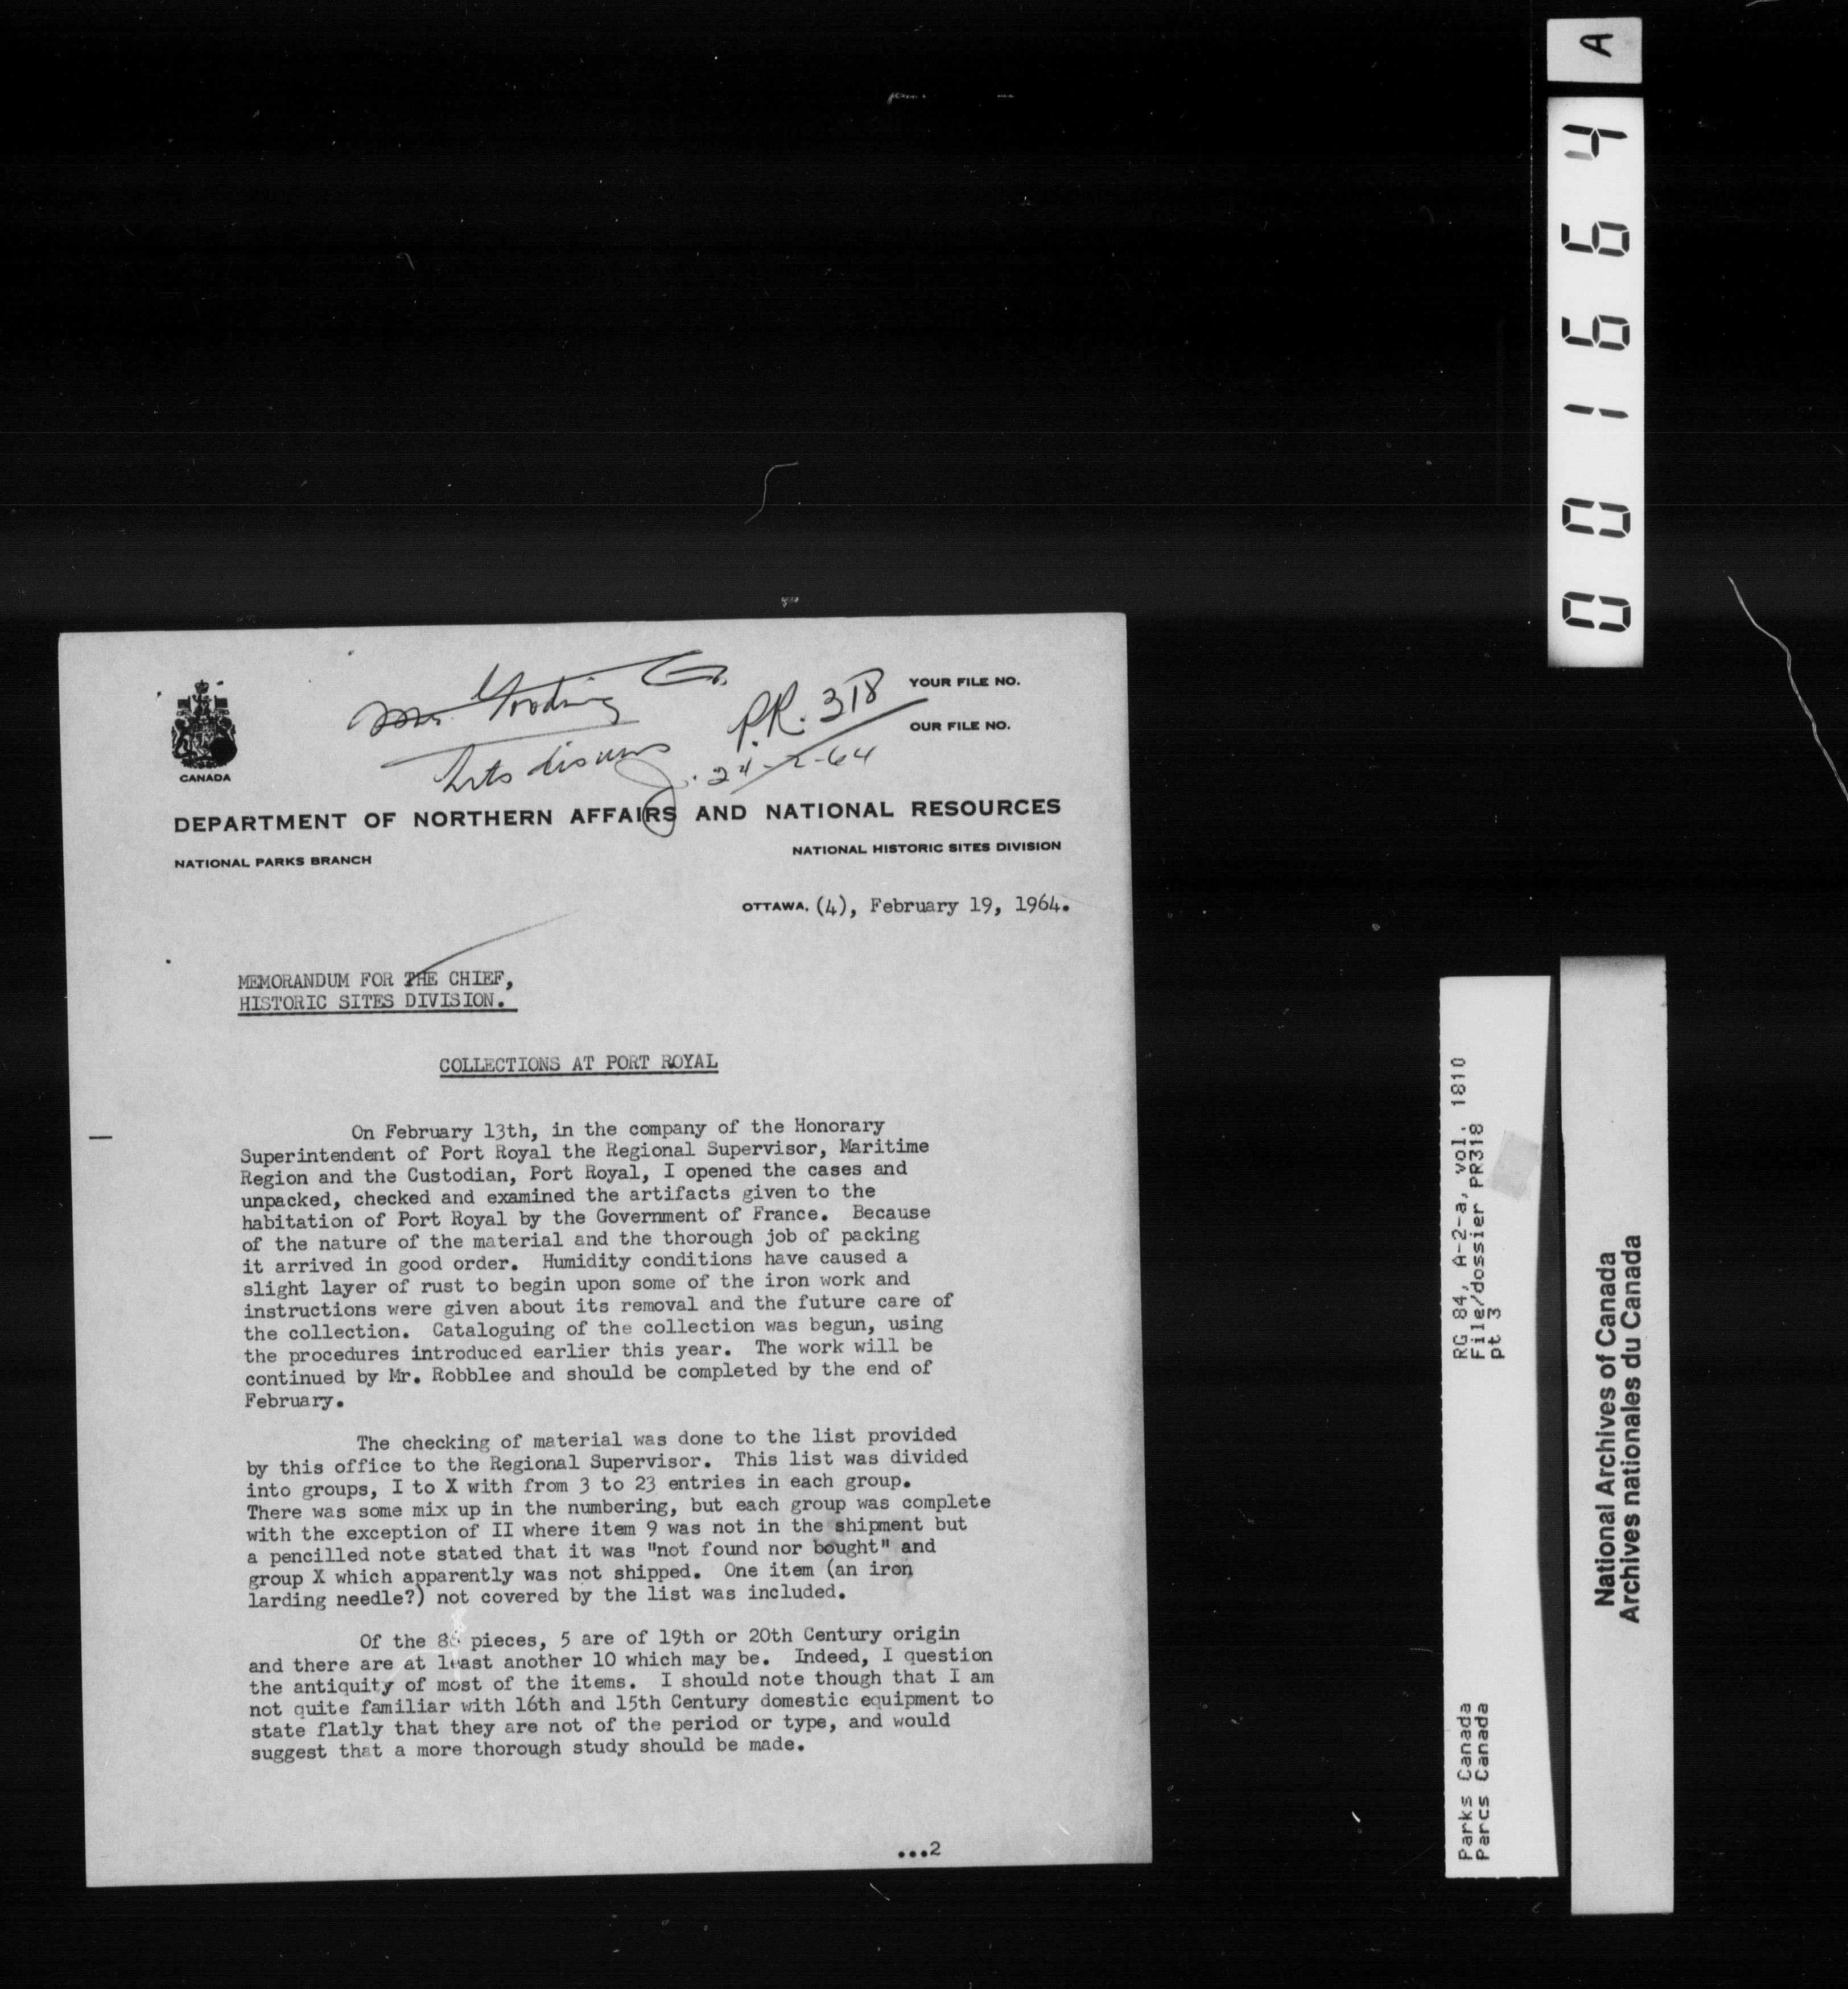 A
001664
Mr. Gooding
P.R. 318
YOUR FILE NO.
OUR FILE NO.
Lets discuss
24-2-64
CANADA
DEPARTMENT OF NORTHERN AFFAIRS AND NATIONAL RESOURCES
NATIONAL PARKS BRANCH
NATIONAL HISTORIC SITES DIVISION
OTTAWA, (4), February 19, 1964.
MEMORANDUM FOR THE CHIEF,
HISTORIC SITES DIVISION.
COLLECTIONS AT PORT ROYAL
On February 13th, in the company of the Honorary
Superintendent of Port Royal the Regional Supervisor, Maritime
Region and the Custodian, Port Royal, I opened the cases and
unpacked, checked and examined the artifacts given to the
habitation of Port Royal by the Government of France. Because
of the nature of the material and the thorough job of packing
it arrived in good order. Humidity conditions have caused a
slight layer of rust to begin upon some of the iron work and
instructions were given about its removal and the future care of
the collection. Cataloguing of the collection was begun, using
the procedures introduced earlier this year. The work will be
continued by Mr. Robblee and should be completed by the end of
February.
The checking of material was done to the list provided
by this office to the Regional Supervisor. This list was divided
into groups, I to X with from 3 to 23 entries in each group.
There was some mix up in the numbering, but each group was complete
with the exception of II where item 9 was not in the shipment but
a pencilled note stated that it was "not found nor bought" and
group X which apparently was not shipped. One item (an iron
larding needle?) not covered by the list was included.
Of the pieces, 5 are of 19th or 20th Century origin
and there are at least another 10 which may be. Indeed, I question
the antiquity of most of the items. I should note though that I am
not quite familiar with 16th and 15th Century domestic equipment to
state flatly that they are not of the period or type, and would
suggest that a more thorough study should be made.
...2
RG 84, A-2-a, vol. 1810
File/dossier PR318
pt 3
Parks Canada
Parcs Canada
National Archives of Canada
Archives nationales du Canada